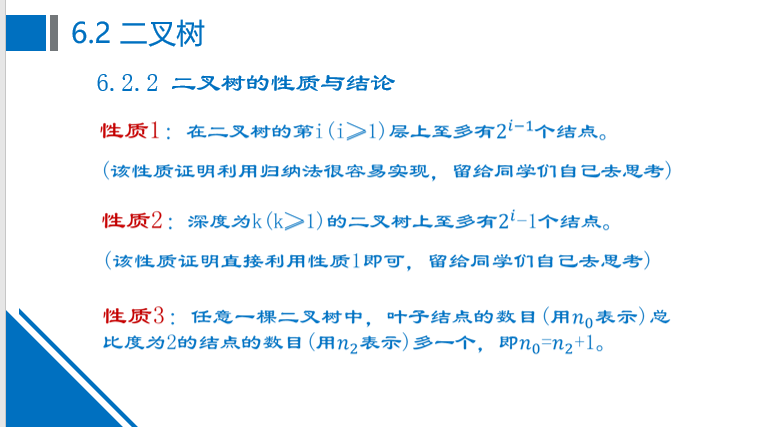 6.2 二叉树
6.2.2 二叉树的性质与结论
性质1：在二叉树的第i(i≥1)层上至多有2^{i-1}个结点。
(该性质证明利用归纳法很容易实现，留给同学们自己去思考)
性质2：深度为k(k≥1)的二叉树上至多有2^i-1个结点。
(该性质证明直接利用性质1即可，留给同学们自己去思考)
性质3：任意一棵二叉树中，叶子结点的数目(用n₀表示)总
比度为2的结点的数目(用n₂表示)多一个，即n₀=n₂+1。